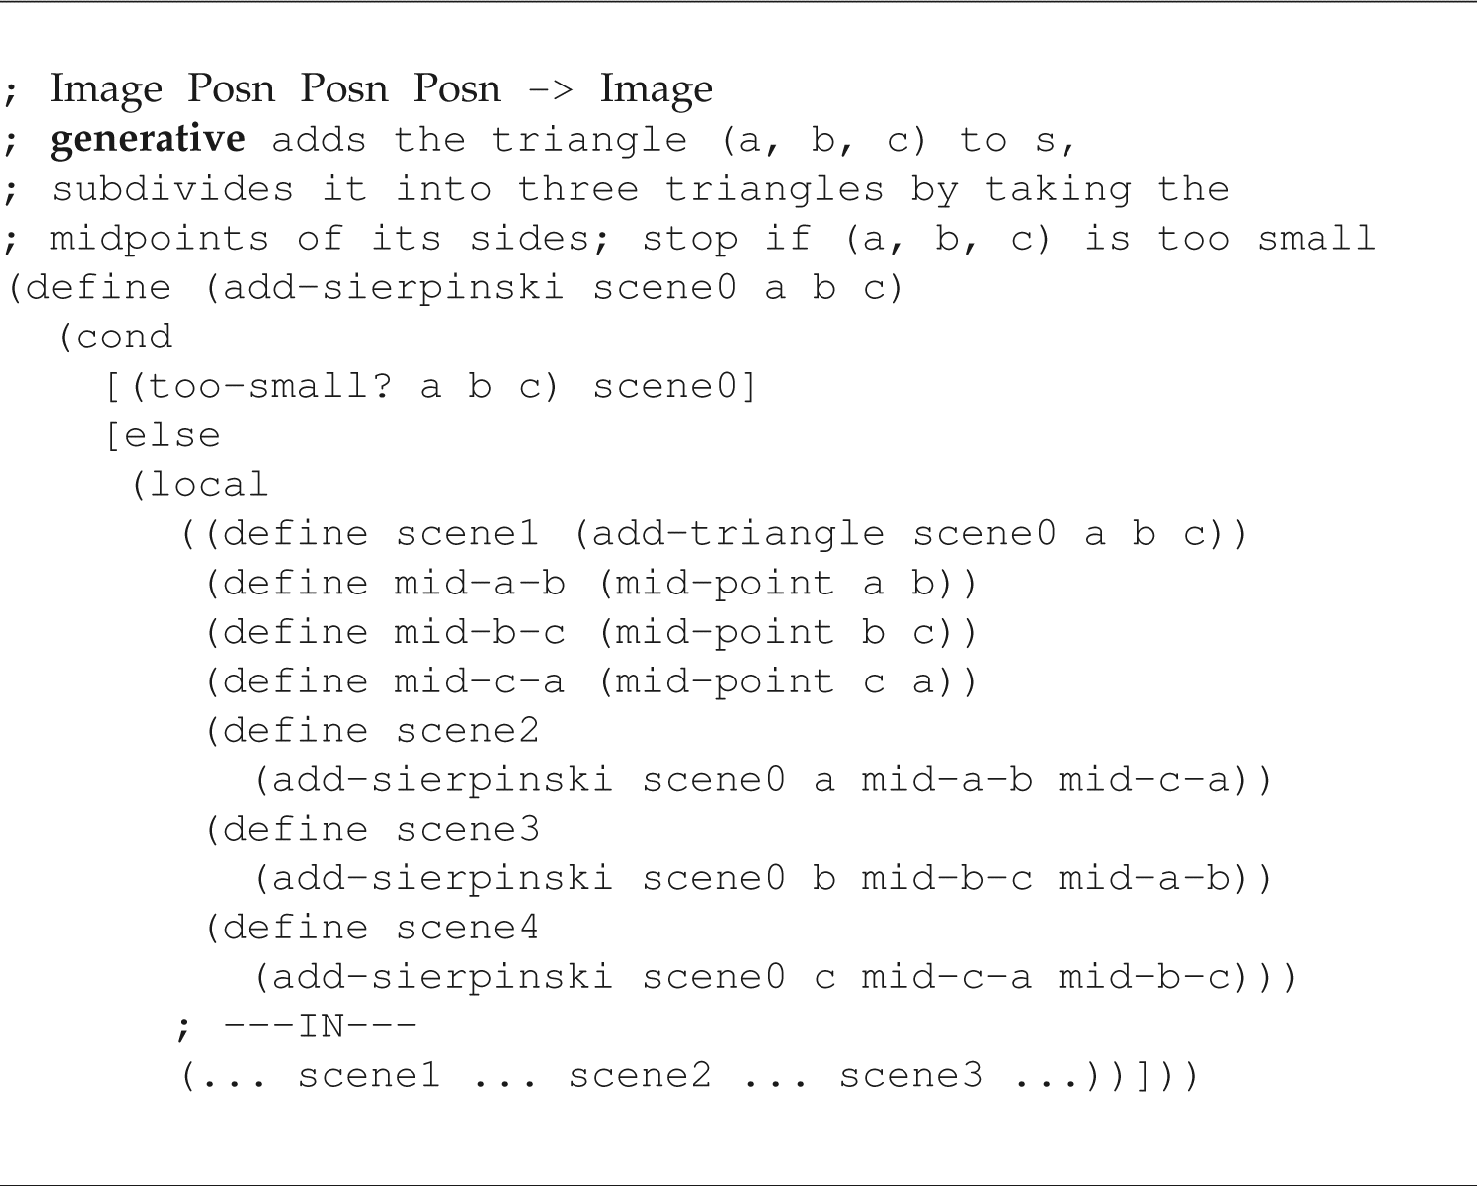 ; Image Posn Posn Posn -> Image
; generative adds the triangle (a, b, c) to s,
; subdivides it into three triangles by taking the
; midpoints of its sides; stop if (a, b, c) is too small
(define (add-sierpinski scene0 a b c)
(cond
[(too-small? a b c) scene0]
[else
(local
((define scene1 (add-triangle scene0 a b c))
(define mid-a-b (mid-point a b))
(define mid-b-c (mid-point b c))
(define mid-c-a (mid-point c a))
(define scene2
(add-sierpinski scene0 a mid-a-b mid-c-a))
(define scene3
(add-sierpinski scene0 b mid-b-c mid-a-b))
(define scene4
(add-sierpinski scene0 c mid-c-a mid-b-c)))
; ---IN---
(... scene1 ... scene2 ... scene3 ...))]))